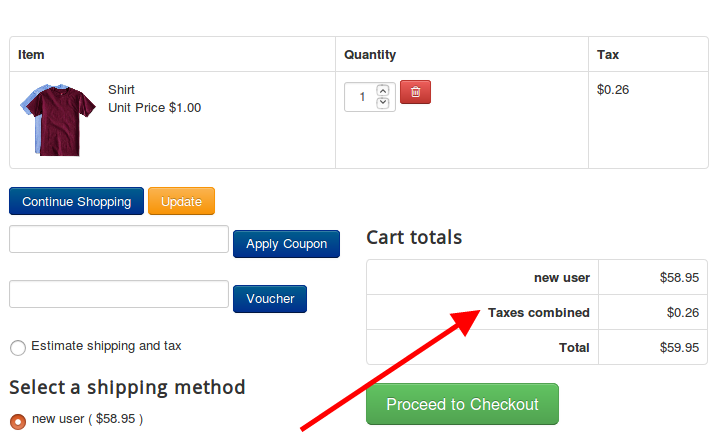 Item Quantity Tax
Shirt
Unit Price $1.00
1
$0.26
Continue Shopping Update
Apply Coupon
Voucher
Estimate shipping and tax
Select a shipping method
new user ( $58.95 )
Cart totals
new user $58.95
Taxes combined $0.26
Total $59.95
Proceed to Checkout